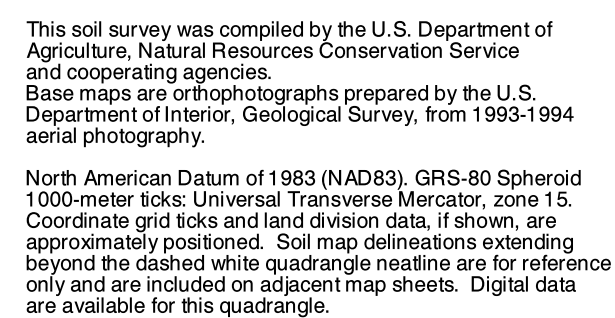 This soil survey was compiled by the U.S. Department of
Agriculture, Natural Resources Conservation Service
and cooperating agencies.
Base maps are orthophotographs prepared by the U.S.
Department of Interior, Geological Survey, from 1993-1994
aerial photography.

North American Datum of 1983 (NAD83). GRS-80 Spheroid
1000-meter ticks: Universal Transverse Mercator, zone 15.
Coordinate grid ticks and land division data, if shown, are
approximately positioned.  Soil map delineations extending
beyond the dashed white quadrangle neatline are for reference
only and are included on adjacent map sheets.  Digital data
are available for this quadrangle.